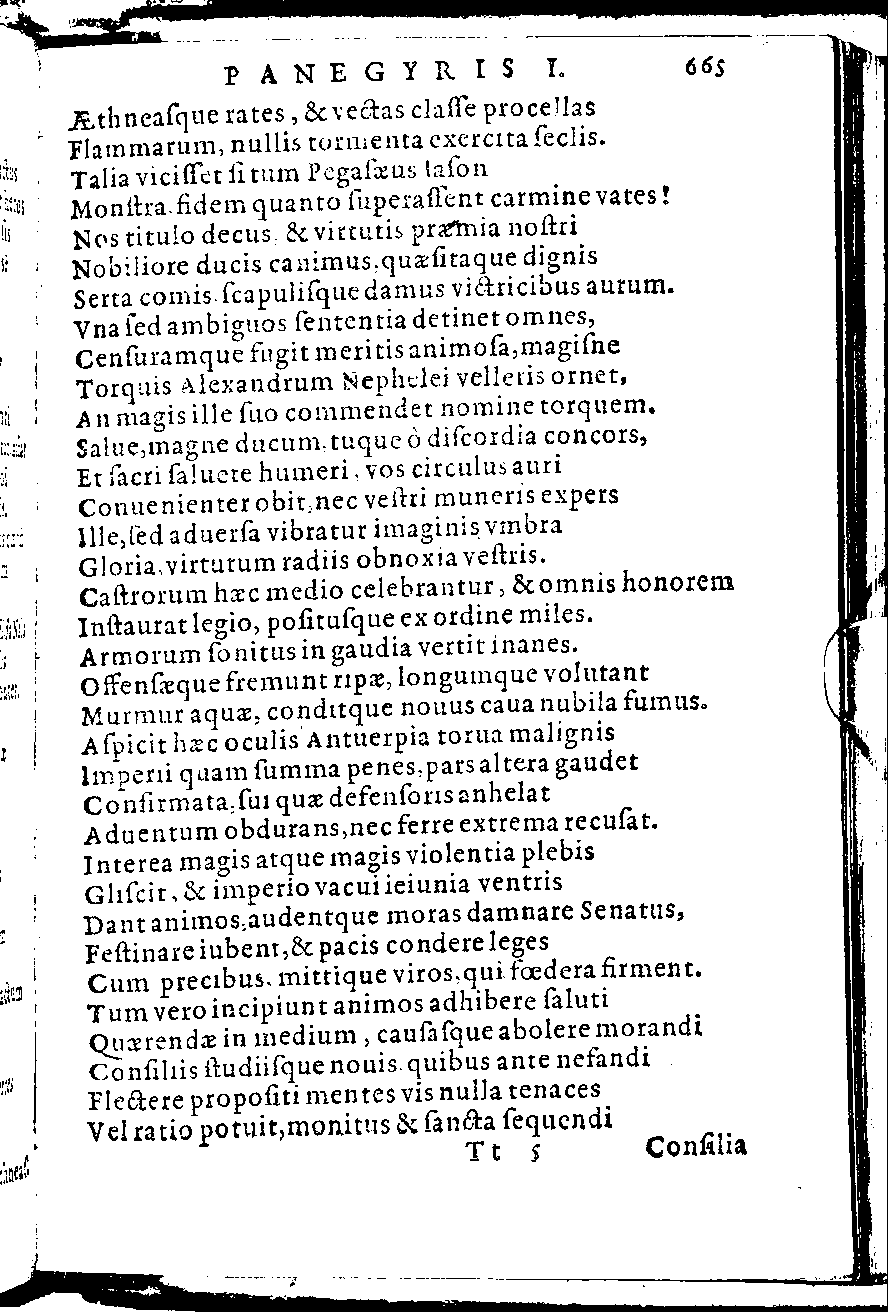 PANEGYRIS I. 665
Æthneaſque rates, & vectas claſſe procellas
Flammarum, nullis tormenta exercita ſeclis.
Talia viciſſet ſi tum Pegaſæus Iaſon
Monſtra. fidem quanto ſuperaſſent carmine vates!
Nos titulo decus, & virtutis præmia noſtri
Nobiliore ducis canimus, quæſitaque dignis
Serta comis. ſcapuliſque damus victricibus aurum.
Vna ſed ambiguos ſententia detinet omnes,
Cenſuramque fugit meritis animoſa, magiſne
Torquis Alexandrum Nephelei velleris ornet,
An magis ille ſuo commendet nomine torquem.
Salue, magne ducum, tuque ò diſcordia concors,
Et ſacri ſaluete humeri, vos circulus auri
Conuenienter obit, nec veſtri muneris expers
Ille, ſed aduerſa vibratur imaginis vmbra
Gloria, virtutum radiis obnoxia veſtris.
Caſtrorum hæc medio celebrantur, & omnis honorem
Inſtaurat legio, poſituſque ex ordine miles.
Armorum ſonitus in gaudia vertit inanes.
Offenſæque fremunt ripæ, longumque volutant
Murmur aquæ, conditque nouus caua nubila fumus.
Aſpicit hæc oculis Antuerpia torua malignis
Imperii quam ſumma penes, pars altera gaudet
Confirmata, ſui quæ defenſoris anhelat
Aduentum obdurans, nec ferre extrema recuſat.
Interea magis atque magis violentia plebis
Gliſcit, & imperio vacui ieiunia ventris
Dant animos, audentque moras damnare Senatus,
Feſtinare iubent, & pacis condere leges
Cum precibus. mittique viros, qui fœdera firment.
Tum vero incipiunt animos adhibere ſaluti
Quærendæ in medium, cauſaſque abolere morandi
Conſiliis ſtudiiſque nouis. quibus ante nefandi
Flectere propoſiti mentes vis nulla tenaces
Vel ratio potuit, monitus & ſancta ſequendi
Tt 5 Conſilia